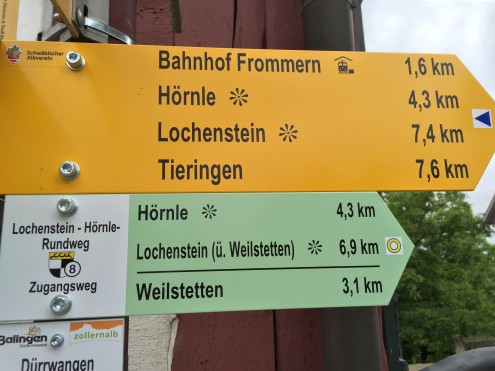 Schwäbischer
Albverein
Bahnhof Frommern 1,6 km
Hörnle 4,3 km
Lochenstein 7,4 km
Tieringen 7,6 km
Lochenstein - Hörnle-
Rundweg
8
Zugangsweg
Hörnle 4,3 km
Lochenstein (ü. Weilstetten) 6,9 km
Weilstetten 3,1 km
Balingen
zollernalb
Dürrwangen